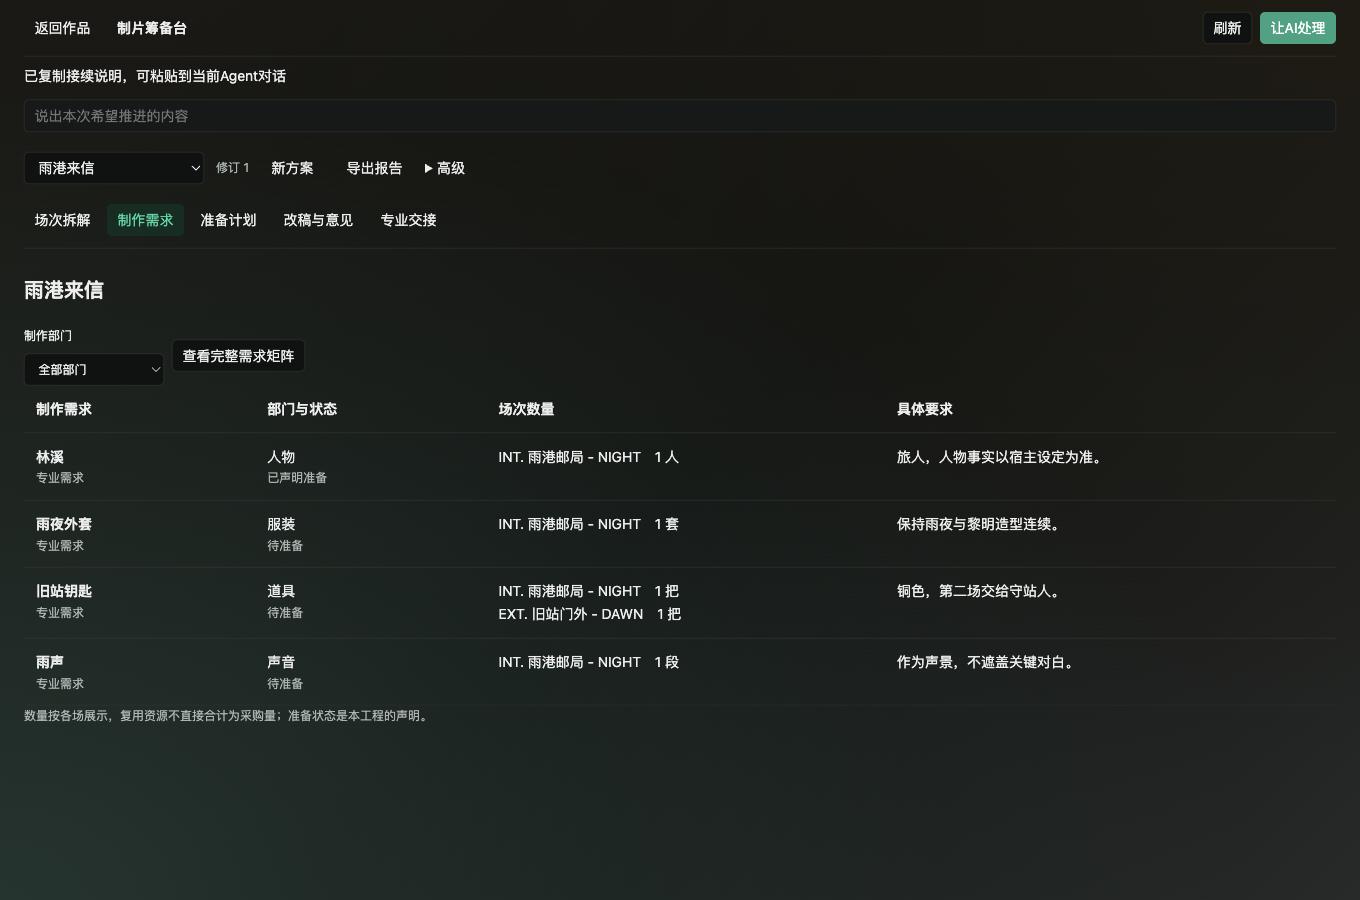 返回作品 制片筹备台 刷新 让AI处理
已复制接续说明，可粘贴到当前Agent对话
说出本次希望推进的内容
雨港来信 修订 1 新方案 导出报告 ▶ 高级
场次拆解 制作需求 准备计划 改稿与意见 专业交接
雨港来信
制作部门
全部部门 查看完整需求矩阵
制作需求 部门与状态 场次数量 具体要求
林溪 人物 INT. 雨港邮局 - NIGHT 1 人 旅人，人物事实以宿主设定为准。
专业需求 已声明准备
雨夜外套 服装 INT. 雨港邮局 - NIGHT 1 套 保持雨夜与黎明造型连续。
专业需求 待准备
旧站钥匙 道具 INT. 雨港邮局 - NIGHT 1 把 铜色，第二场交给守站人。
专业需求 待准备 EXT. 旧站门外 - DAWN 1 把
雨声 声音 INT. 雨港邮局 - NIGHT 1 段 作为声景，不遮盖关键对白。
专业需求 待准备
数量按各场展示，复用资源不直接合计为采购量；准备状态是本工程的声明。